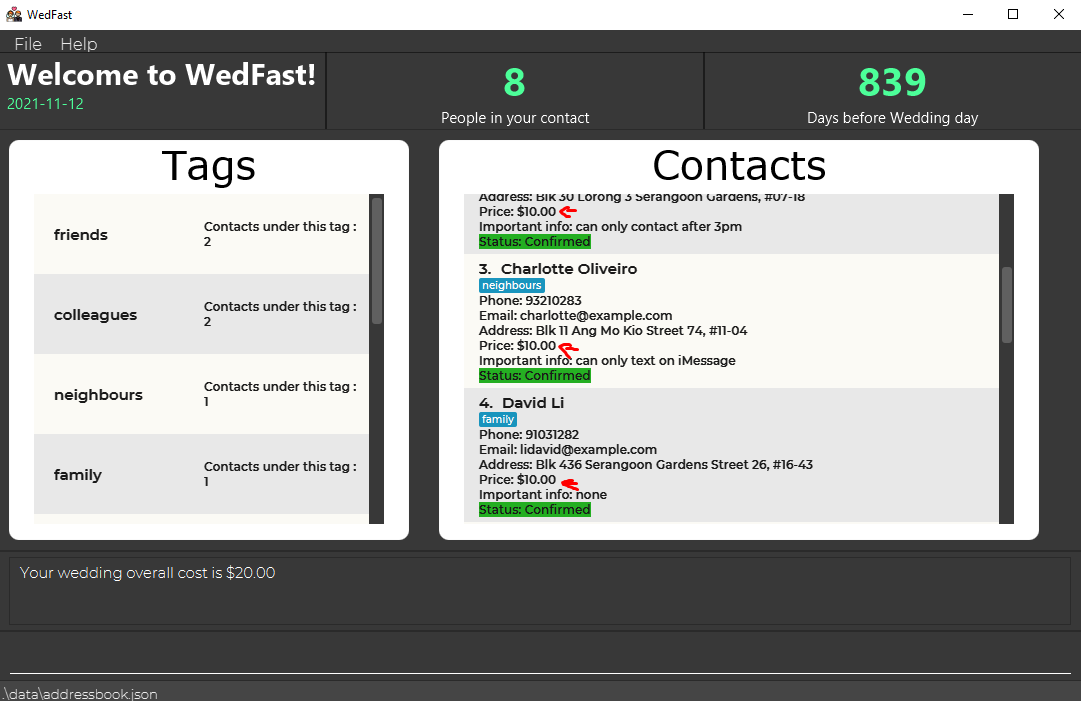 WedFast
File Help
Welcome to WedFast!
2021-11-12
8
People in your contact
839
Days before Wedding day
Tags
friends
Contacts under this tag :
2
colleagues
Contacts under this tag :
2
neighbours
Contacts under this tag :
1
family
Contacts under this tag :
1
Contacts
Address: Blk 30 Lorong 3 Serangoon Gardens, #07-18
Price: $10.00
Important info: can only contact after 3pm
Status: Confirmed
3. Charlotte Oliveiro
neighbours
Phone: 93210283
Email: charlotte@example.com
Address: Blk 11 Ang Mo Kio Street 74, #11-04
Price: $10.00
Important info: can only text on iMessage
Status: Confirmed
4. David Li
family
Phone: 91031282
Email: lidavid@example.com
Address: Blk 436 Serangoon Gardens Street 26, #16-43
Price: $10.00
Important info: none
Status: Confirmed
Your wedding overall cost is $20.00
.\data\addressbook.json